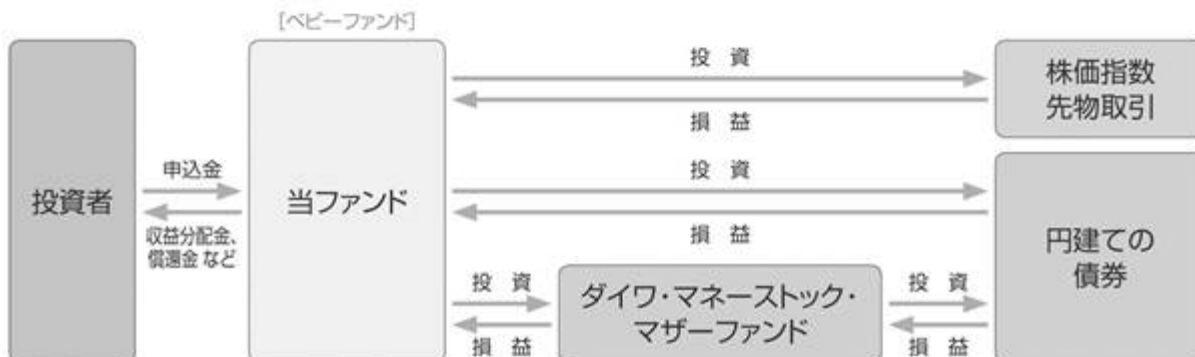 [ベビーファンド]
投資者
申込金
収益分配金、
償還金 など
当ファンド
投 資
損 益
株価指数
先物取引
投 資
損 益
円建ての
債券
投 資
損 益
ダイワ・マネーストック・
マザーファンド
投 資
損 益